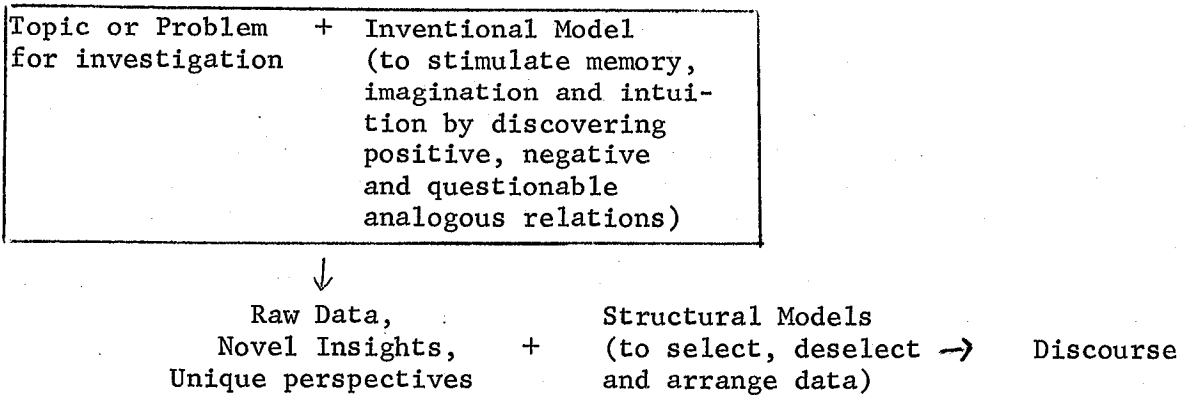 Topic or Problem + Inventional Model
for investigation (to stimulate memory,
imagination and intui-
tion by discovering
positive, negative
and questionable
analogous relations)
↓
Raw Data, Structural Models
Novel Insights, + (to select, deselect → Discourse
Unique perspectives and arrange data)